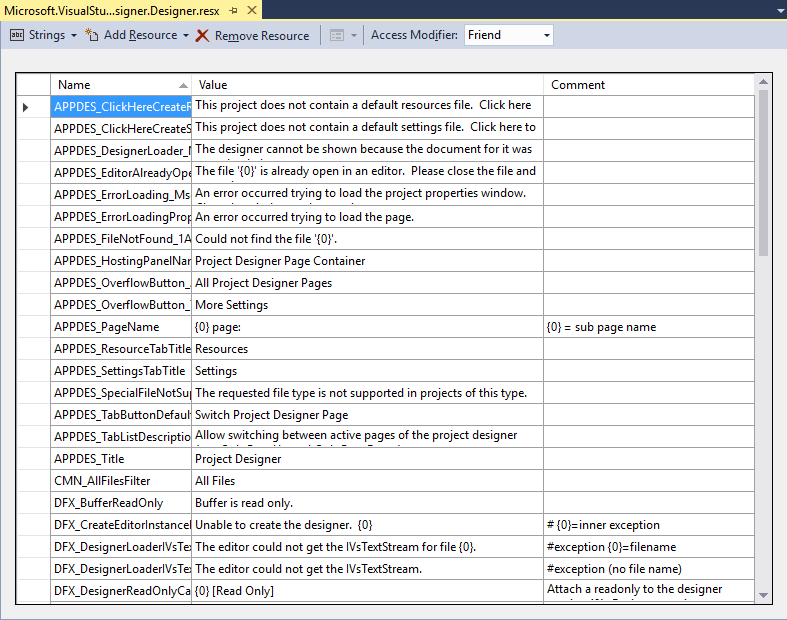 Microsoft.VisualStu...signer.Designer.resx
Strings Add Resource Remove Resource Access Modifier: Friend
Name Value Comment
APPDES_ClickHereCreateR This project does not contain a default resources file.  Click here
APPDES_ClickHereCreateS This project does not contain a default settings file.  Click here to
APPDES_DesignerLoader_N The designer cannot be shown because the document for it was
APPDES_EditorAlreadyOpe The file '{0}' is already open in an editor.  Please close the file and
APPDES_ErrorLoading_Ms An error occurred trying to load the project properties window.
APPDES_ErrorLoadingProp An error occurred trying to load the page.
APPDES_FileNotFound_1A Could not find the file '{0}'.
APPDES_HostingPanelNar Project Designer Page Container
APPDES_OverflowButton_ All Project Designer Pages
APPDES_OverflowButton_ More Settings
APPDES_PageName {0} page: {0} = sub page name
APPDES_ResourceTabTitle Resources
APPDES_SettingsTabTitle Settings
APPDES_SpecialFileNotSup The requested file type is not supported in projects of this type.
APPDES_TabButtonDefault Switch Project Designer Page
APPDES_TabListDescriptio Allow switching between active pages of the project designer
APPDES_Title Project Designer
CMN_AllFilesFilter All Files
DFX_BufferReadOnly Buffer is read only.
DFX_CreateEditorInstance Unable to create the designer.  {0} # {0}=inner exception
DFX_DesignerLoaderIVsTex The editor could not get the IVsTextStream for file {0}. #exception {0}=filename
DFX_DesignerLoaderIVsTex The editor could not get the IVsTextStream. #exception (no file name)
DFX_DesignerReadOnlyCa {0} [Read Only] Attach a readonly to the designer